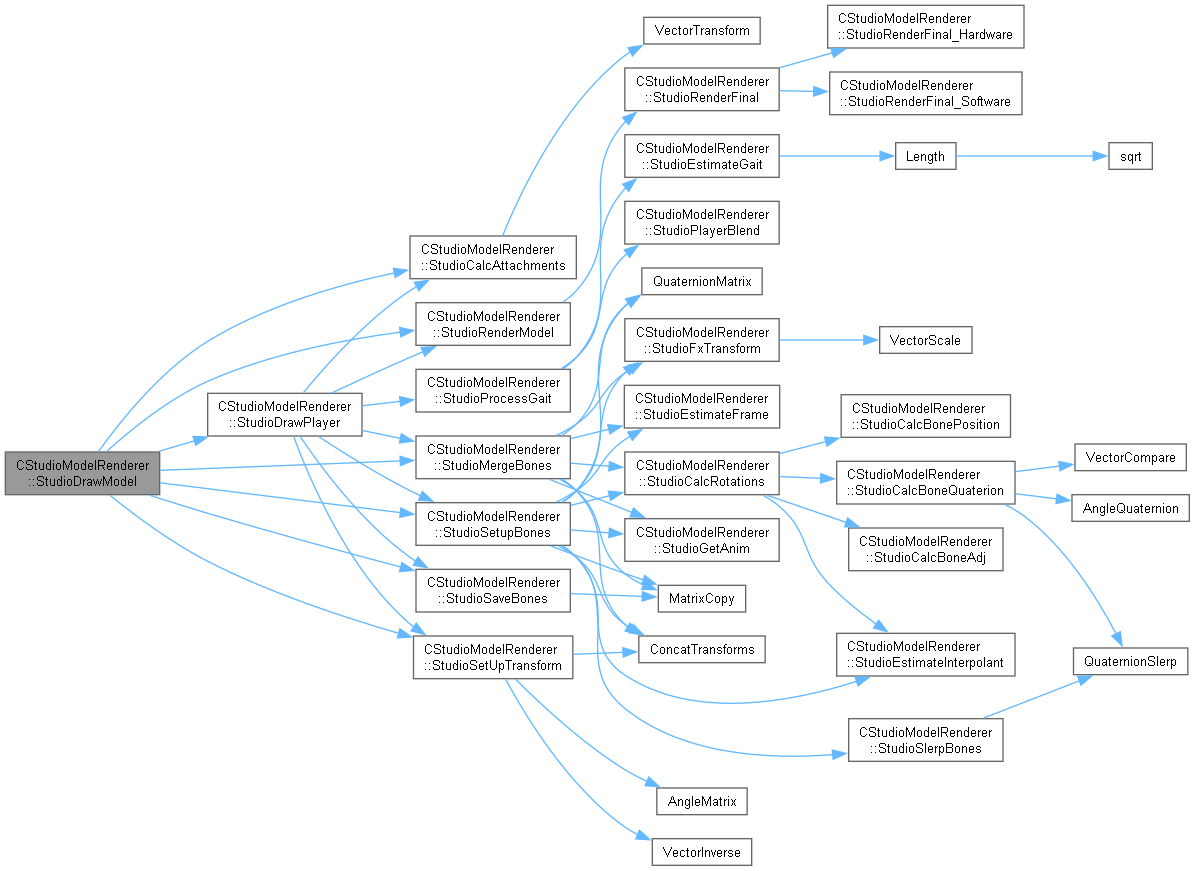 VectorTransform
CStudioModelRenderer
::StudioRenderFinal_Hardware
CStudioModelRenderer
::StudioRenderFinal
CStudioModelRenderer
::StudioRenderFinal_Software
CStudioModelRenderer
::StudioEstimateGait
Length
sqrt
CStudioModelRenderer
::StudioPlayerBlend
CStudioModelRenderer
::StudioCalcAttachments
QuaternionMatrix
CStudioModelRenderer
::StudioRenderModel
CStudioModelRenderer
::StudioFxTransform
VectorScale
CStudioModelRenderer
::StudioProcessGait
CStudioModelRenderer
::StudioEstimateFrame
CStudioModelRenderer
::StudioDrawPlayer
CStudioModelRenderer
::StudioCalcBonePosition
CStudioModelRenderer
::StudioDrawModel
CStudioModelRenderer
::StudioMergeBones
CStudioModelRenderer
::StudioCalcRotations
CStudioModelRenderer
::StudioCalcBoneQuaterion
VectorCompare
AngleQuaternion
CStudioModelRenderer
::StudioSetupBones
CStudioModelRenderer
::StudioGetAnim
CStudioModelRenderer
::StudioCalcBoneAdj
CStudioModelRenderer
::StudioSaveBones
MatrixCopy
CStudioModelRenderer
::StudioSetUpTransform
ConcatTransforms
CStudioModelRenderer
::StudioEstimateInterpolant
QuaternionSlerp
CStudioModelRenderer
::StudioSlerpBones
AngleMatrix
VectorInverse